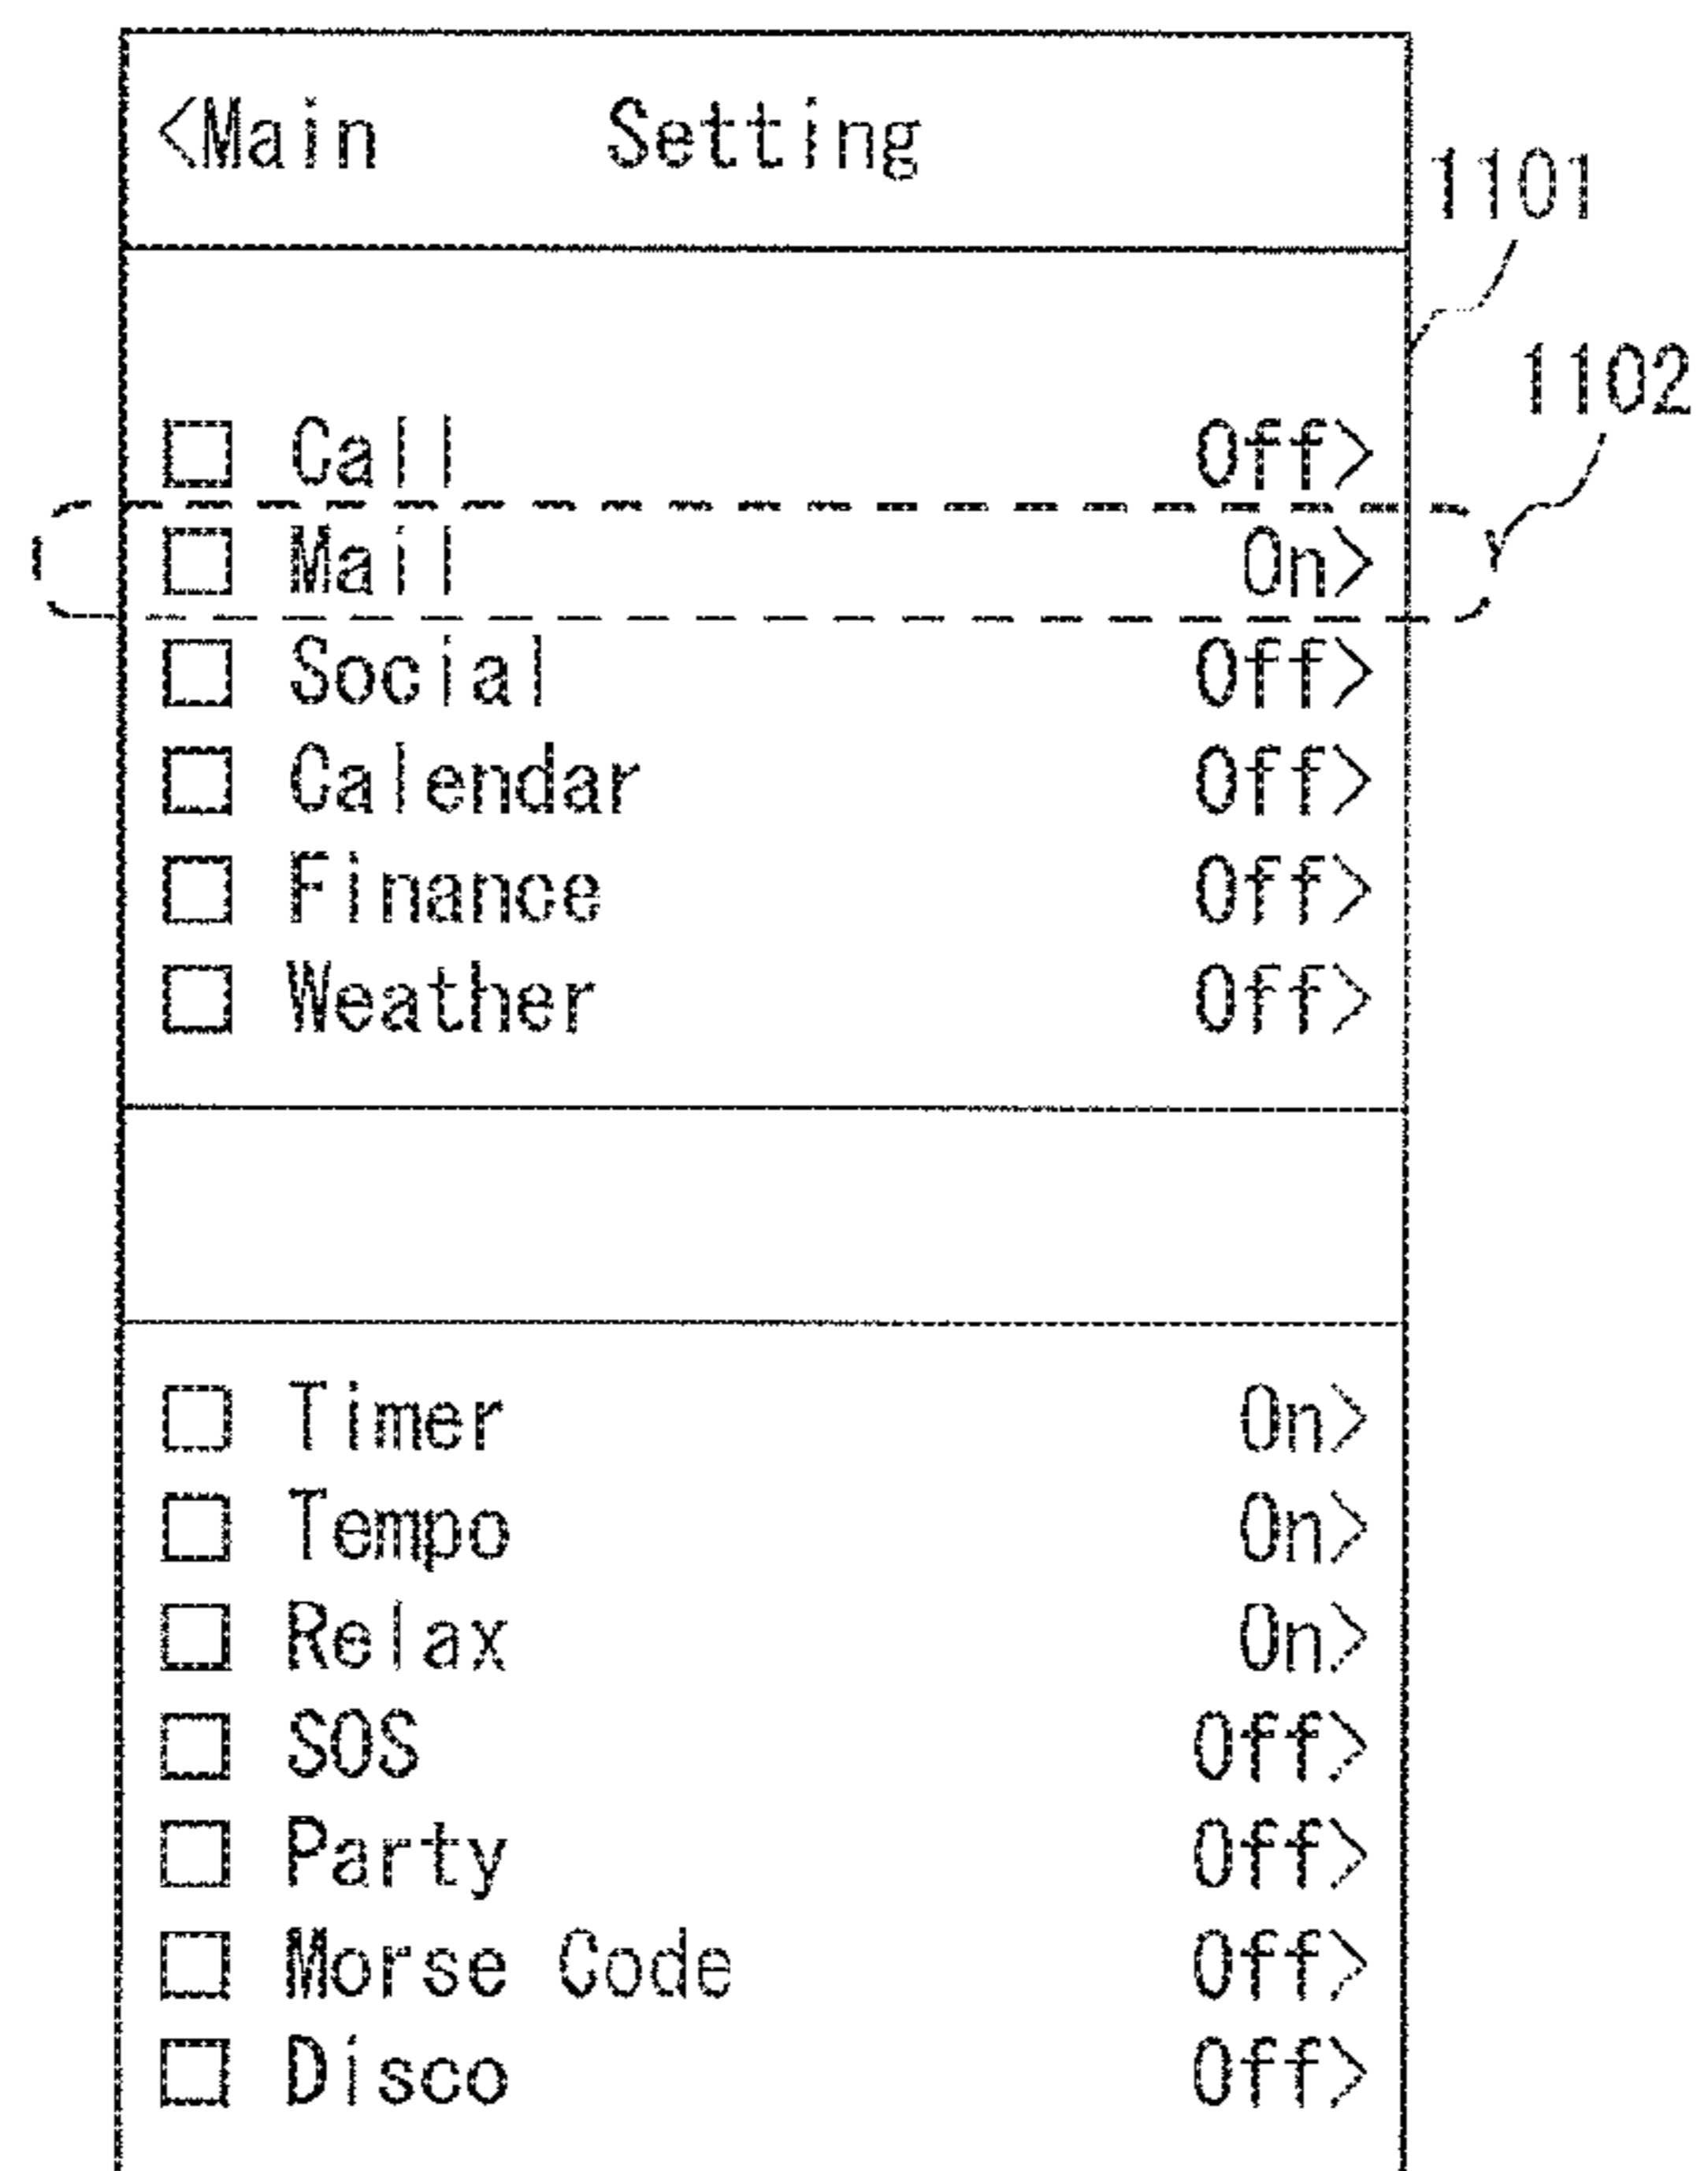 <Main Setting
1101
1102
Call Off>
Mail On>
Social Off>
Calendar Off>
Finance Off>
Weather Off>
Timer On>
Tempo On>
Relax On>
SOS Off>
Party Off>
Morse Code Off>
Disco Off>